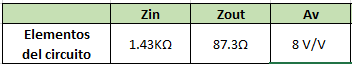 Zin Zout Av
Elementos
del circuito 1.43KΩ 87.3Ω 8 V/V